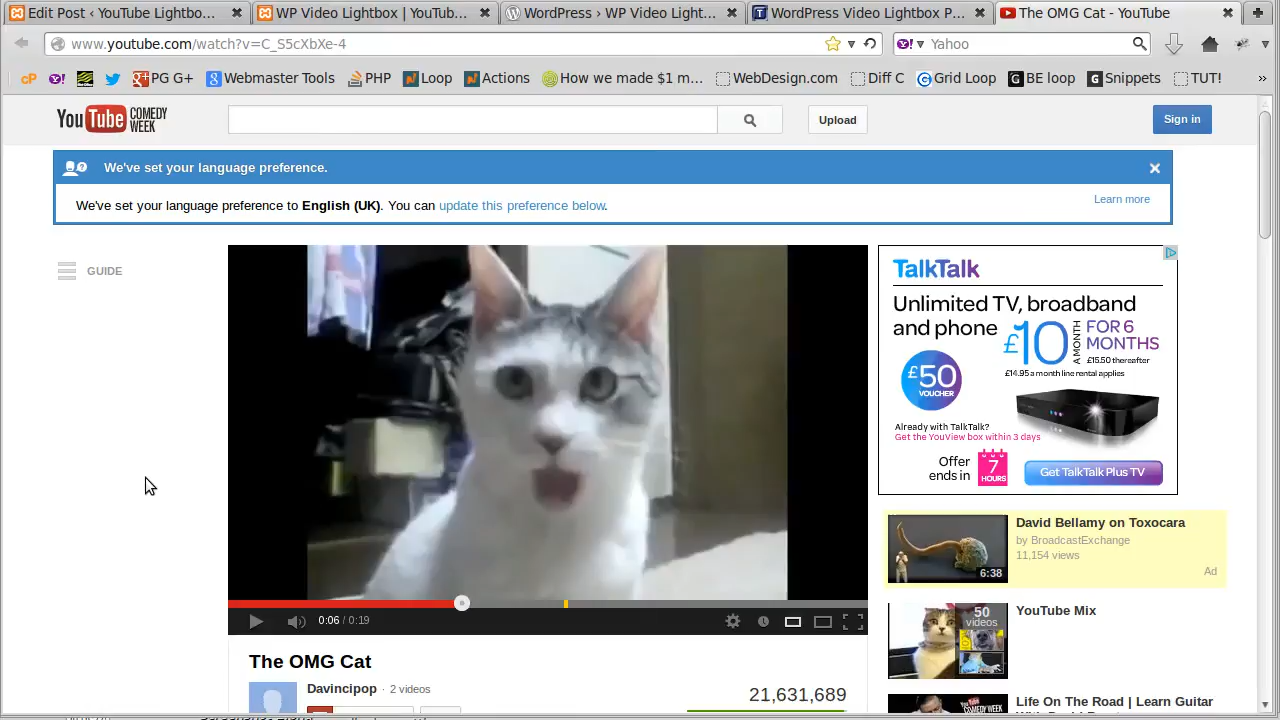 Edit Post ‹ YouTube Lightbo...
WP Video Lightbox | YouTub...
WordPress › WP Video Light...
WordPress Video Lightbox P...
The OMG Cat - YouTube
www.youtube.com/watch?v=C_S5cXbXe-4
Yahoo
PG G+
Webmaster Tools
PHP
Loop
Actions
How we made $1 m...
WebDesign.com
Diff C
Grid Loop
BE loop
Snippets
TUT!
YouTube COMEDY WEEK
Upload
Sign in
We've set your language preference.
We've set your language preference to English (UK). You can update this preference below.
Learn more
GUIDE
TalkTalk
Unlimited TV, broadband
and phone £10 A MONTH FOR 6 MONTHS
£15.50 thereafter
£14.95 a month line rental applies
£50 VOUCHER
Already with TalkTalk?
Get the YouView box within 3 days
Offer ends in 7 HOURS
Get TalkTalk Plus TV
David Bellamy on Toxocara
by BroadcastExchange
11,154 views
Ad
6:38
YouTube Mix
50 videos
0:06 / 0:19
The OMG Cat
Davincipop · 2 videos
21,631,689
Life On The Road | Learn Guitar